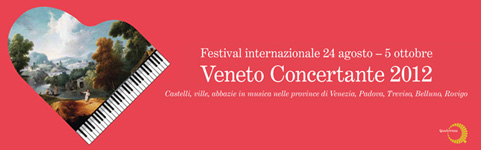 Festival internazionale 24 agosto – 5 ottobre
Veneto Concertante 2012
Castelli, ville, abbazie in musica nelle province di Venezia, Padova, Treviso, Belluno, Rovigo